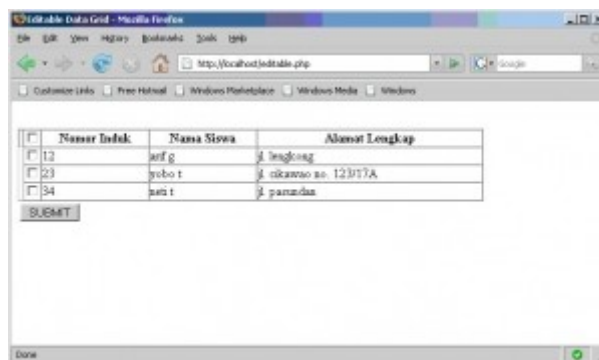 Editable Data Grid - Mozilla Firefox
File Edit View History Bookmarks Tools Help
http://localhost/editable.php
Google
Customize Links Free Hotmail Windows Marketplace Windows Media Windows
Nomor Induk Nama Siswa Alamat Lengkap
12 arif g jl. lengkong
23 yobo t jl. cikawao no. 123/17A
34 neti t jl. parundan
SUBMIT
Done